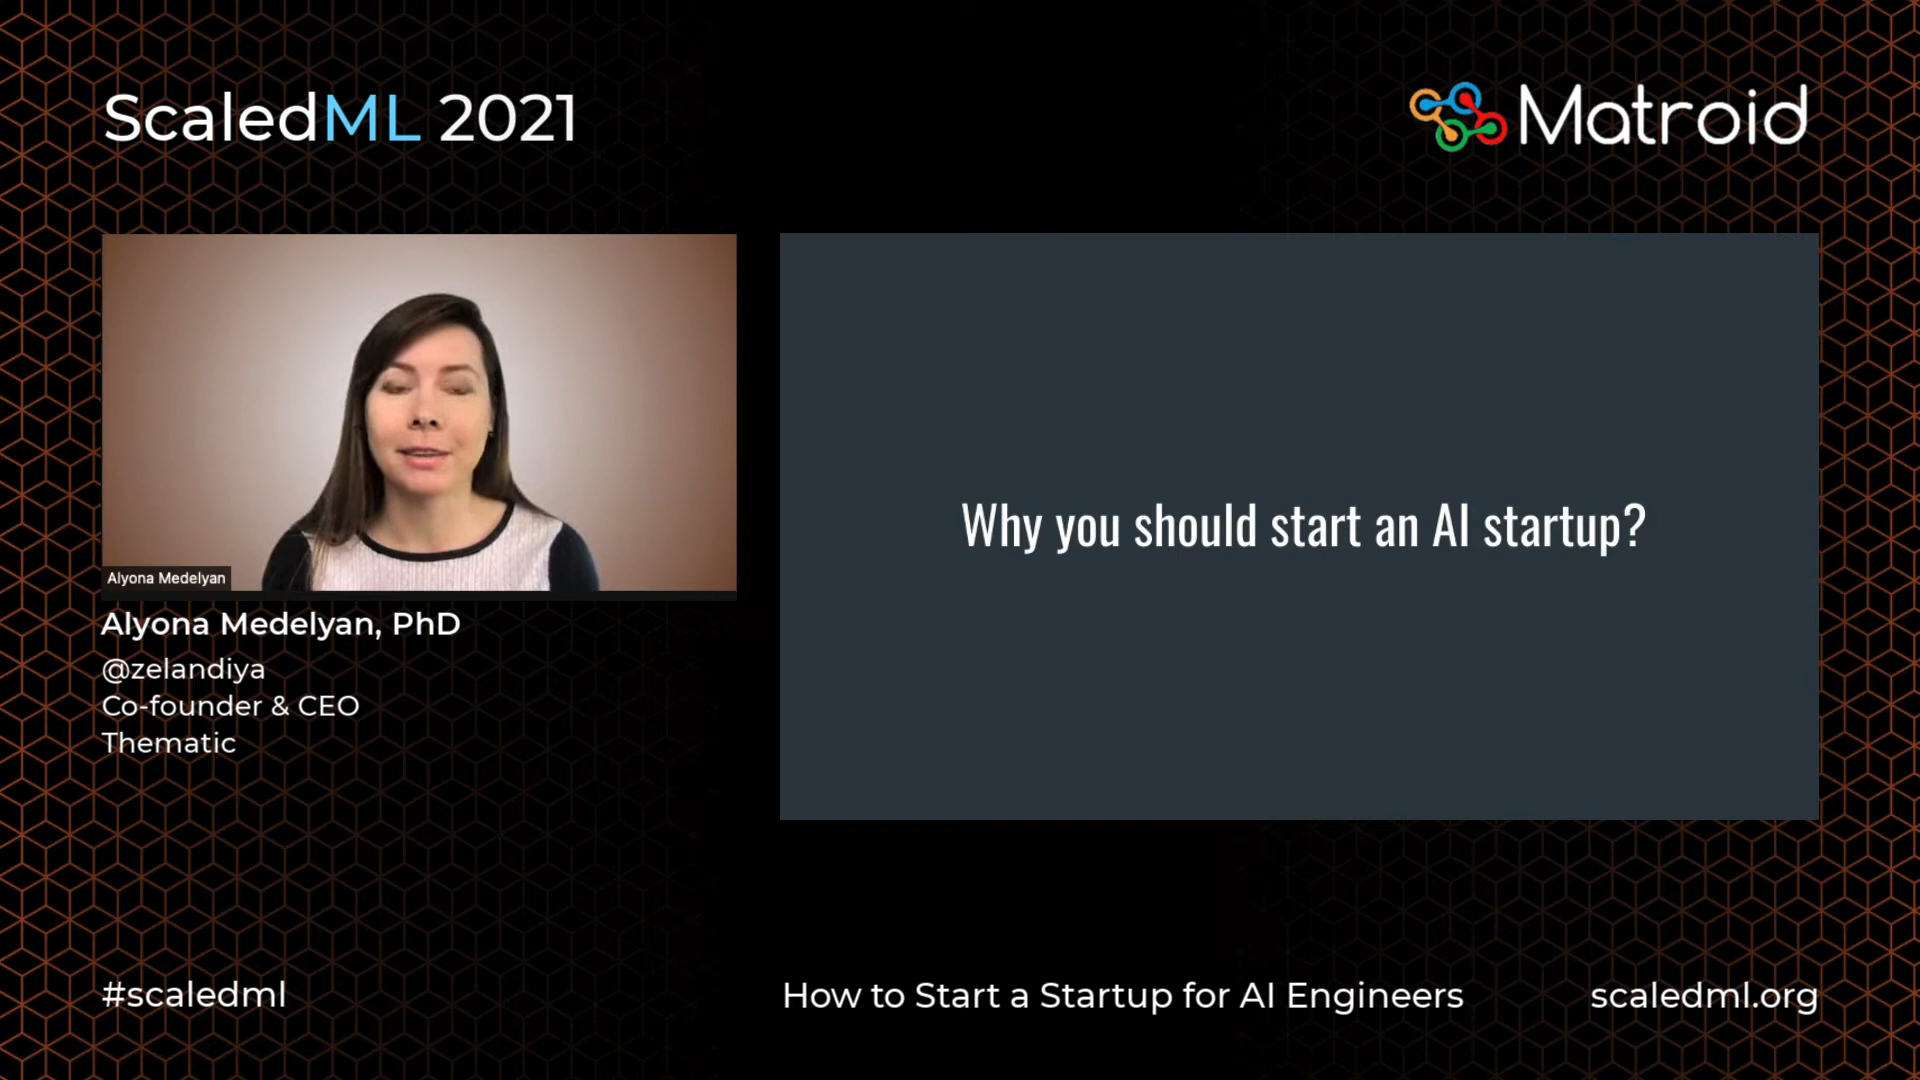 ScaledML 2021
Matroid
Alyona Medelyan
Alyona Medelyan, PhD
@zelandiya
Co-founder & CEO
Thematic
Why you should start an AI startup?
#scaledml
How to Start a Startup for AI Engineers
scaledml.org